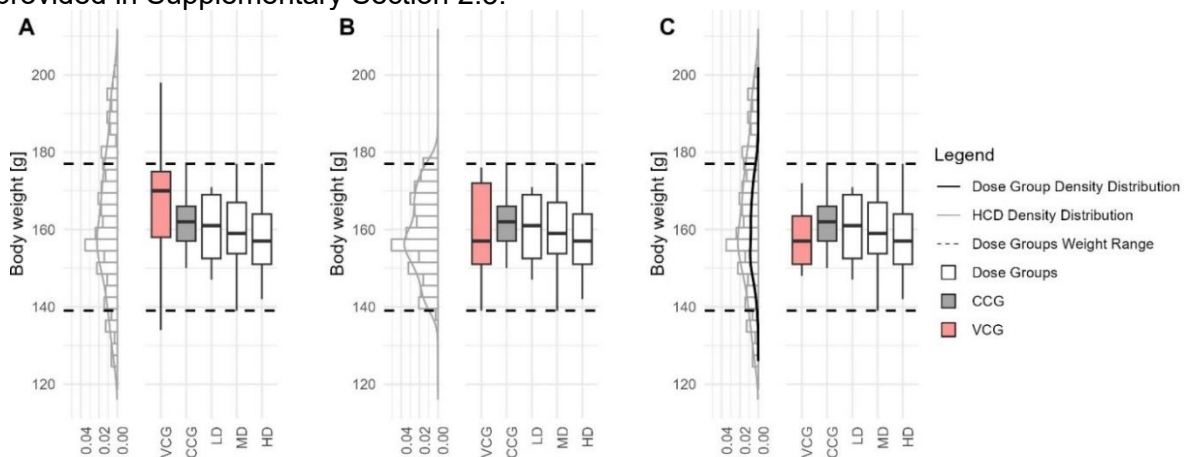 provided in Supplementary Section 2.3.
A
B
C
Body weight [g]
200
180
160
140
120
0.04
0.02
0.00
VCG
CCG
LD
MD
HD
Body weight [g]
200
180
160
140
120
0.04
0.02
0.00
VCG
CCG
LD
MD
HD
Body weight [g]
200
180
160
140
120
0.04
0.02
0.00
VCG
CCG
LD
MD
HD
Legend
Dose Group Density Distribution
HCD Density Distribution
Dose Groups Weight Range
Dose Groups
CCG
VCG